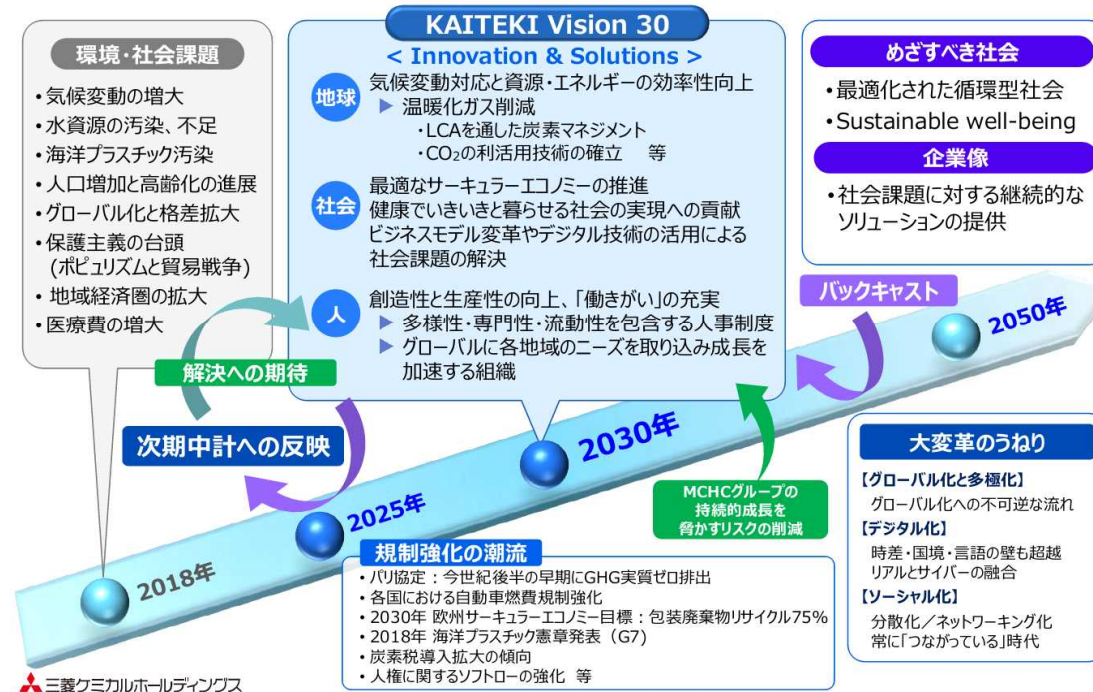 環境・社会課題
・気候変動の増大
・水資源の汚染、不足
・海洋プラスチック汚染
・人口増加と高齢化の進展
・グローバル化と格差拡大
・保護主義の台頭
(ポピュリズムと貿易戦争)
・地域経済圏の拡大
・医療費の増大
KAITEKI Vision 30
< Innovation & Solutions >
地球
気候変動対応と資源・エネルギーの効率性向上
▶ 温暖化ガス削減
・LCAを通した炭素マネジメント
・CO₂の利活用技術の確立 等
社会
最適なサーキュラーエコノミーの推進
健康でいきいきと暮らせる社会の実現への貢献
ビジネスモデル変革やデジタル技術の活用による
社会課題の解決
人
創造性と生産性の向上、「働きがい」の充実
▶ 多様性・専門性・流動性を包含する人事制度
▶ グローバルに各地域のニーズを取り込み成長を
加速する組織
めざすべき社会
・最適化された循環型社会
・Sustainable well-being
企業像
・社会課題に対する継続的な
ソリューションの提供
バックキャスト
2050年
解決への期待
次期中計への反映
2030年
2025年
2018年
MCHCグループの
持続的成長を
脅かすリスクの削減
規制強化の潮流
・パリ協定：今世紀後半の早期にGHG実質ゼロ排出
・各国における自動車燃費規制強化
・2030年 欧州サーキュラーエコノミー目標：包装廃棄物リサイクル75%
・2018年 海洋プラスチック憲章発表（G7）
・炭素税導入拡大の傾向
・人権に関するソフトローの強化 等
大変革のうねり
【グローバル化と多極化】
グローバル化への不可逆な流れ
【デジタル化】
時差・国境・言語の壁も超越
リアルとサイバーの融合
【ソーシャル化】
分散化／ネットワーキング化
常に「つながっている」時代
三菱ケミカルホールディングス